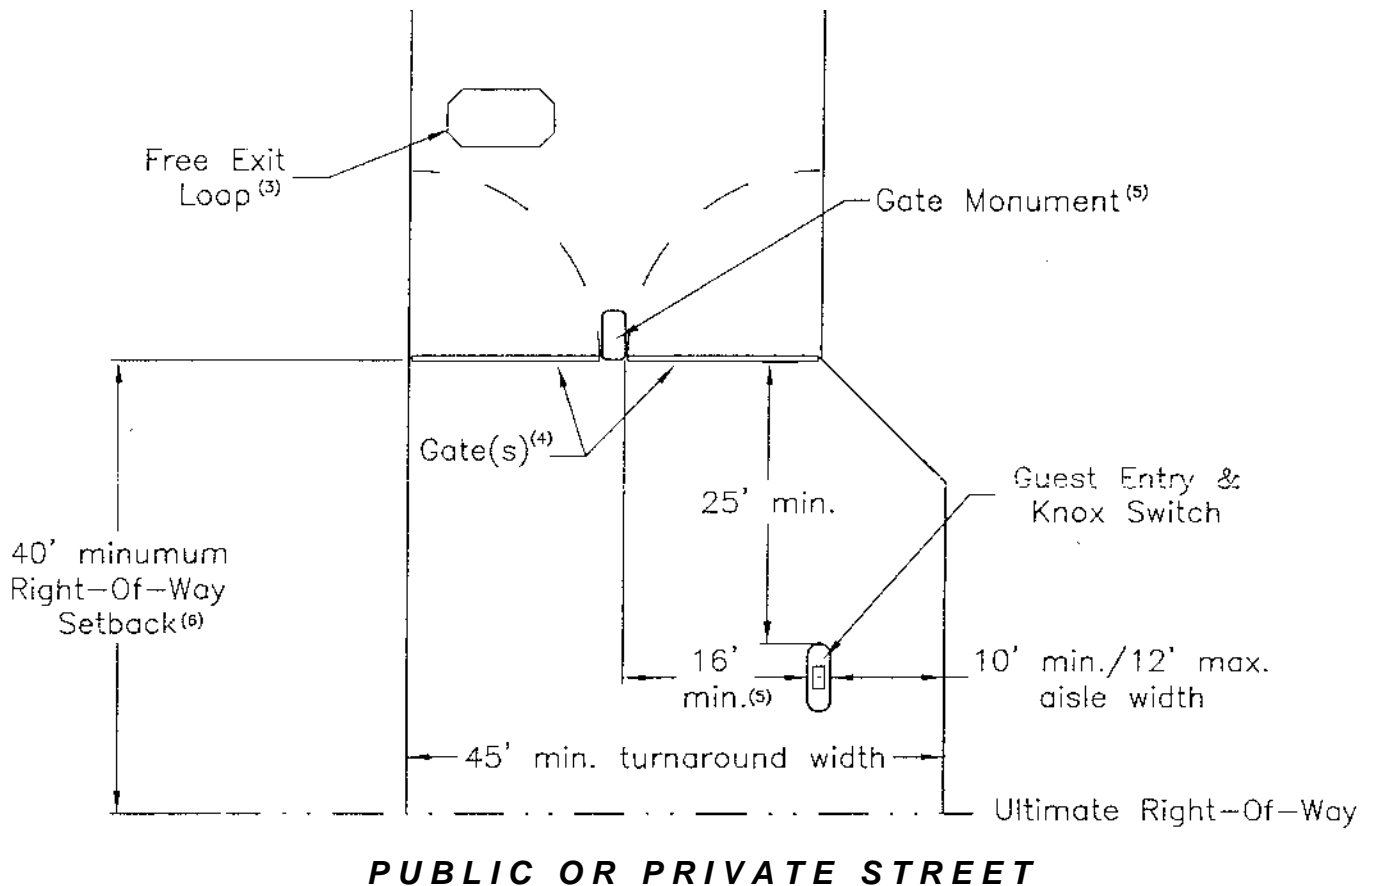 Free Exit
Loop(3)
Gate Monument(5)
Gate(s)(4)
25' min.
Guest Entry &
Knox Switch
40' minumum
Right-Of-Way
Setback(6)
16'
min.(5)
10' min./12' max.
aisle width
45' min. turnaround width
Ultimate Right-Of-Way
PUBLIC OR PRIVATE STREET